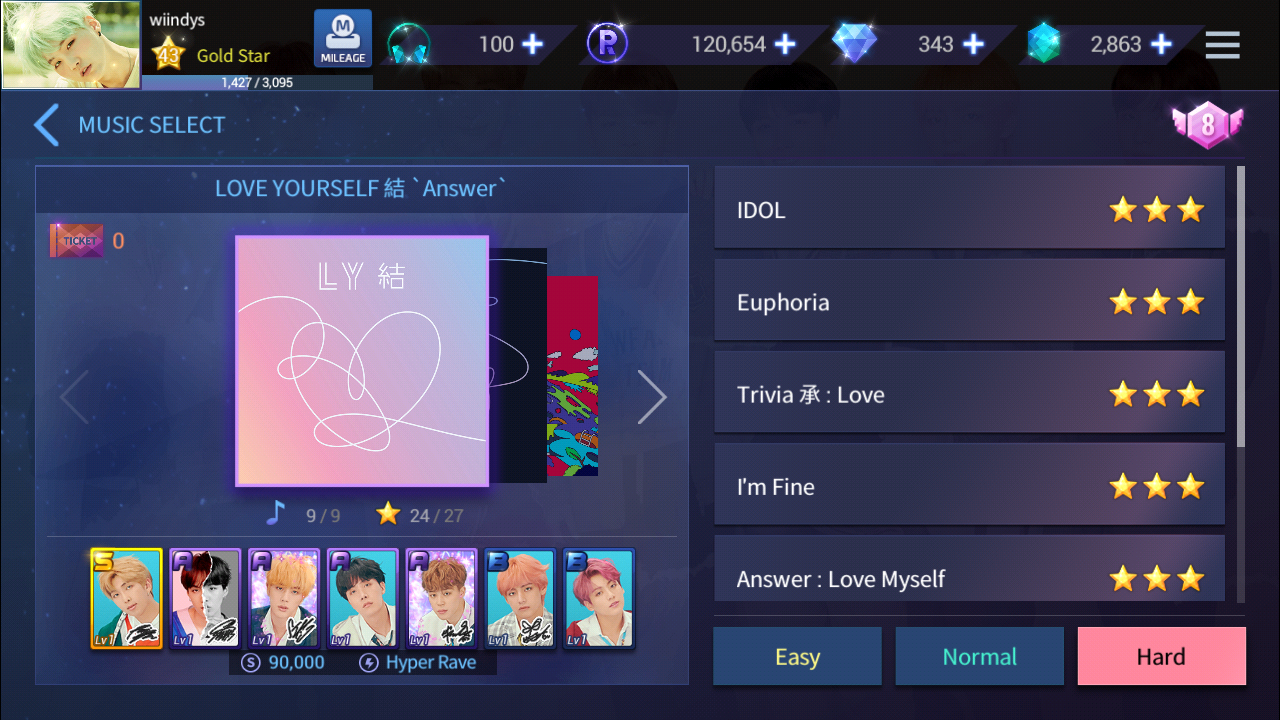 wiindys
43 Gold Star
1,427 / 3,095
M
MILEAGE
100
R
120,654
343
2,863
MUSIC SELECT
8
LOVE YOURSELF 結 `Answer`
TICKET 0
LY 結
9 / 9
24 / 27
S
A
A
A
A
B
B
Lv1
Lv1
Lv1
Lv1
Lv1
Lv1
Lv1
S 90,000
Hyper Rave
IDOL
Euphoria
Trivia 承 : Love
I'm Fine
Answer : Love Myself
Easy
Normal
Hard